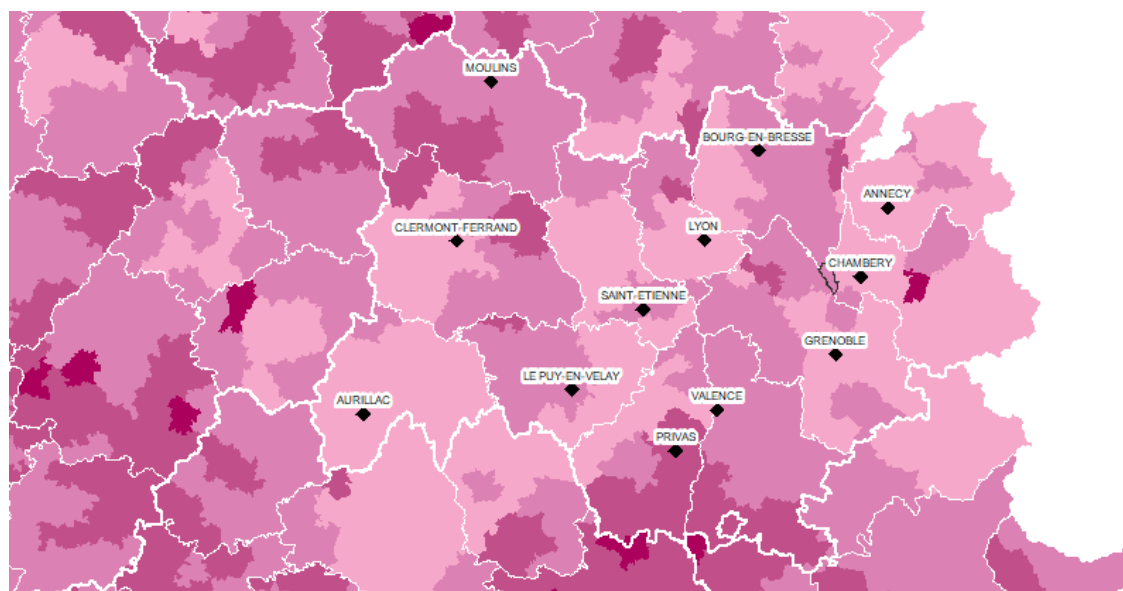 MOULINS
BOURG-EN-BRESSE
ANNECY
CLERMONT-FERRAND
LYON
CHAMBERY
SAINT-ETIENNE
GRENOBLE
LE PUY-EN-VELAY
AURILLAC
VALENCE
PRIVAS